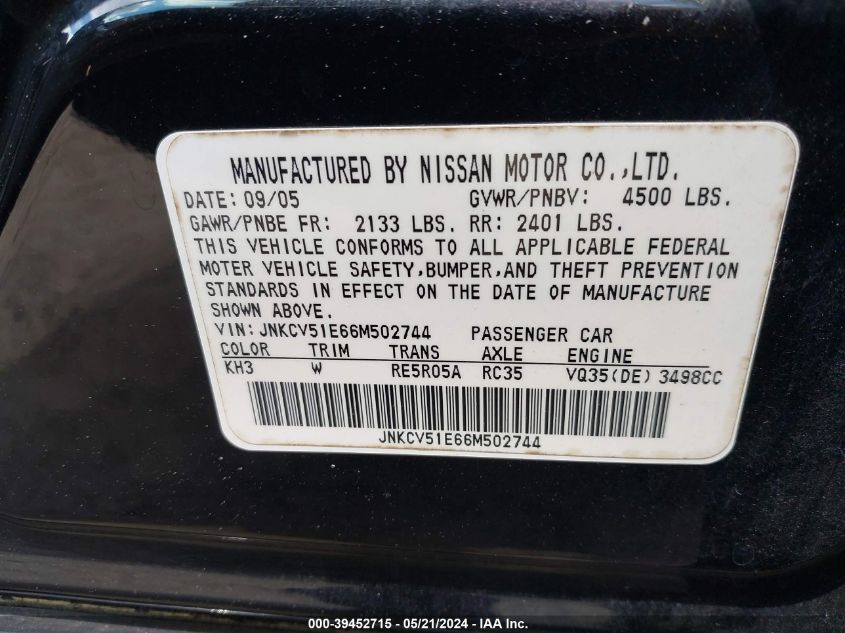 MANUFACTURED BY NISSAN MOTOR CO.,LTD.
DATE: 09/05 GVWR/PNBV: 4500 LBS.
GAWR/PNBE FR: 2133 LBS. RR: 2401 LBS.
THIS VEHICLE CONFORMS TO ALL APPLICABLE FEDERAL
MOTER VEHICLE SAFETY,BUMPER,AND THEFT PREVENTION
STANDARDS IN EFFECT ON THE DATE OF MANUFACTURE
SHOWN ABOVE.
VIN: JNKCV51E66M502744 PASSENGER CAR
COLOR TRIM TRANS AXLE ENGINE
KH3 W RE5R05A RC35 VQ35(DE) 3498CC
JNKCV51E66M502744
000-39452715 - 05/21/2024 - IAA Inc.